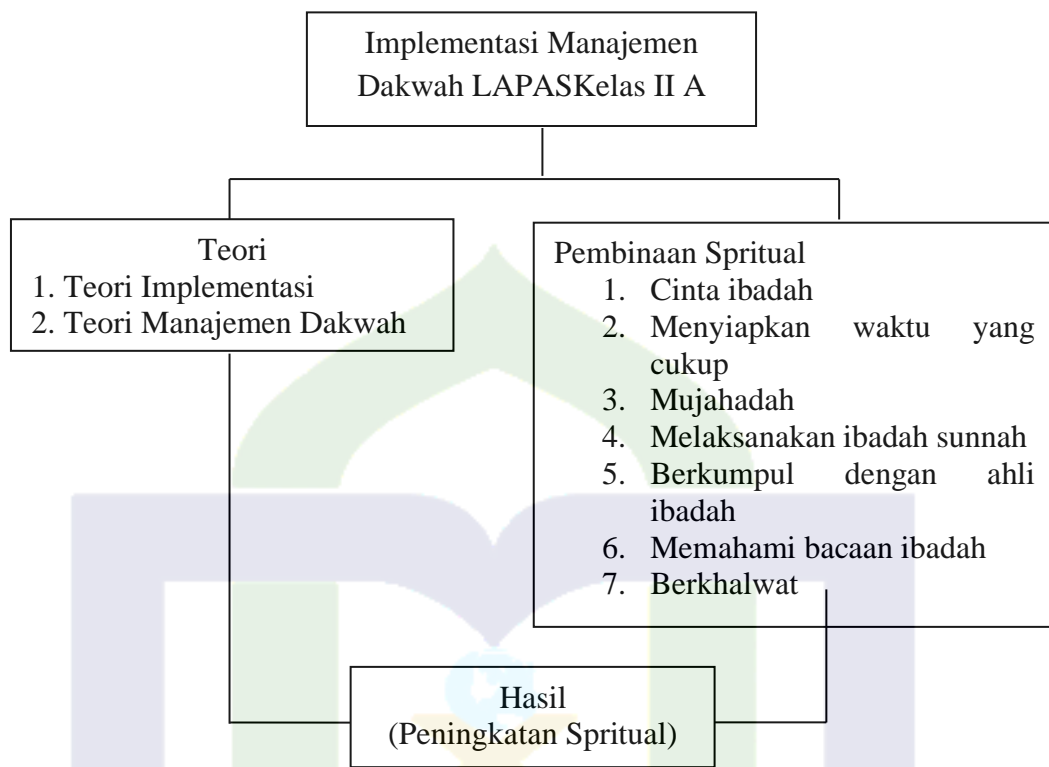 Implementasi Manajemen
Dakwah LAPASKelas II A
Teori
1. Teori Implementasi
2. Teori Manajemen Dakwah
Pembinaan Spritual
1. Cinta ibadah
2. Menyiapkan waktu yang
cukup
3. Mujahadah
4. Melaksanakan ibadah sunnah
5. Berkumpul dengan ahli
ibadah
6. Memahami bacaan ibadah
7. Berkhalwat
Hasil
(Peningkatan Spritual)